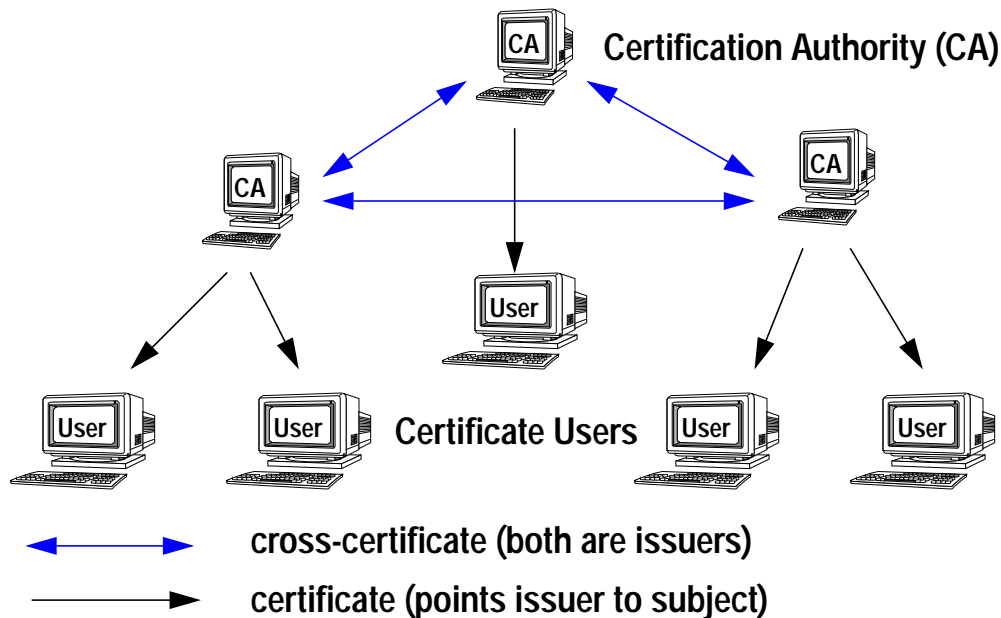 CA
Certification Authority (CA)
CA
CA
User
User
User
Certificate Users
User
User
cross-certificate (both are issuers)
certificate (points issuer to subject)